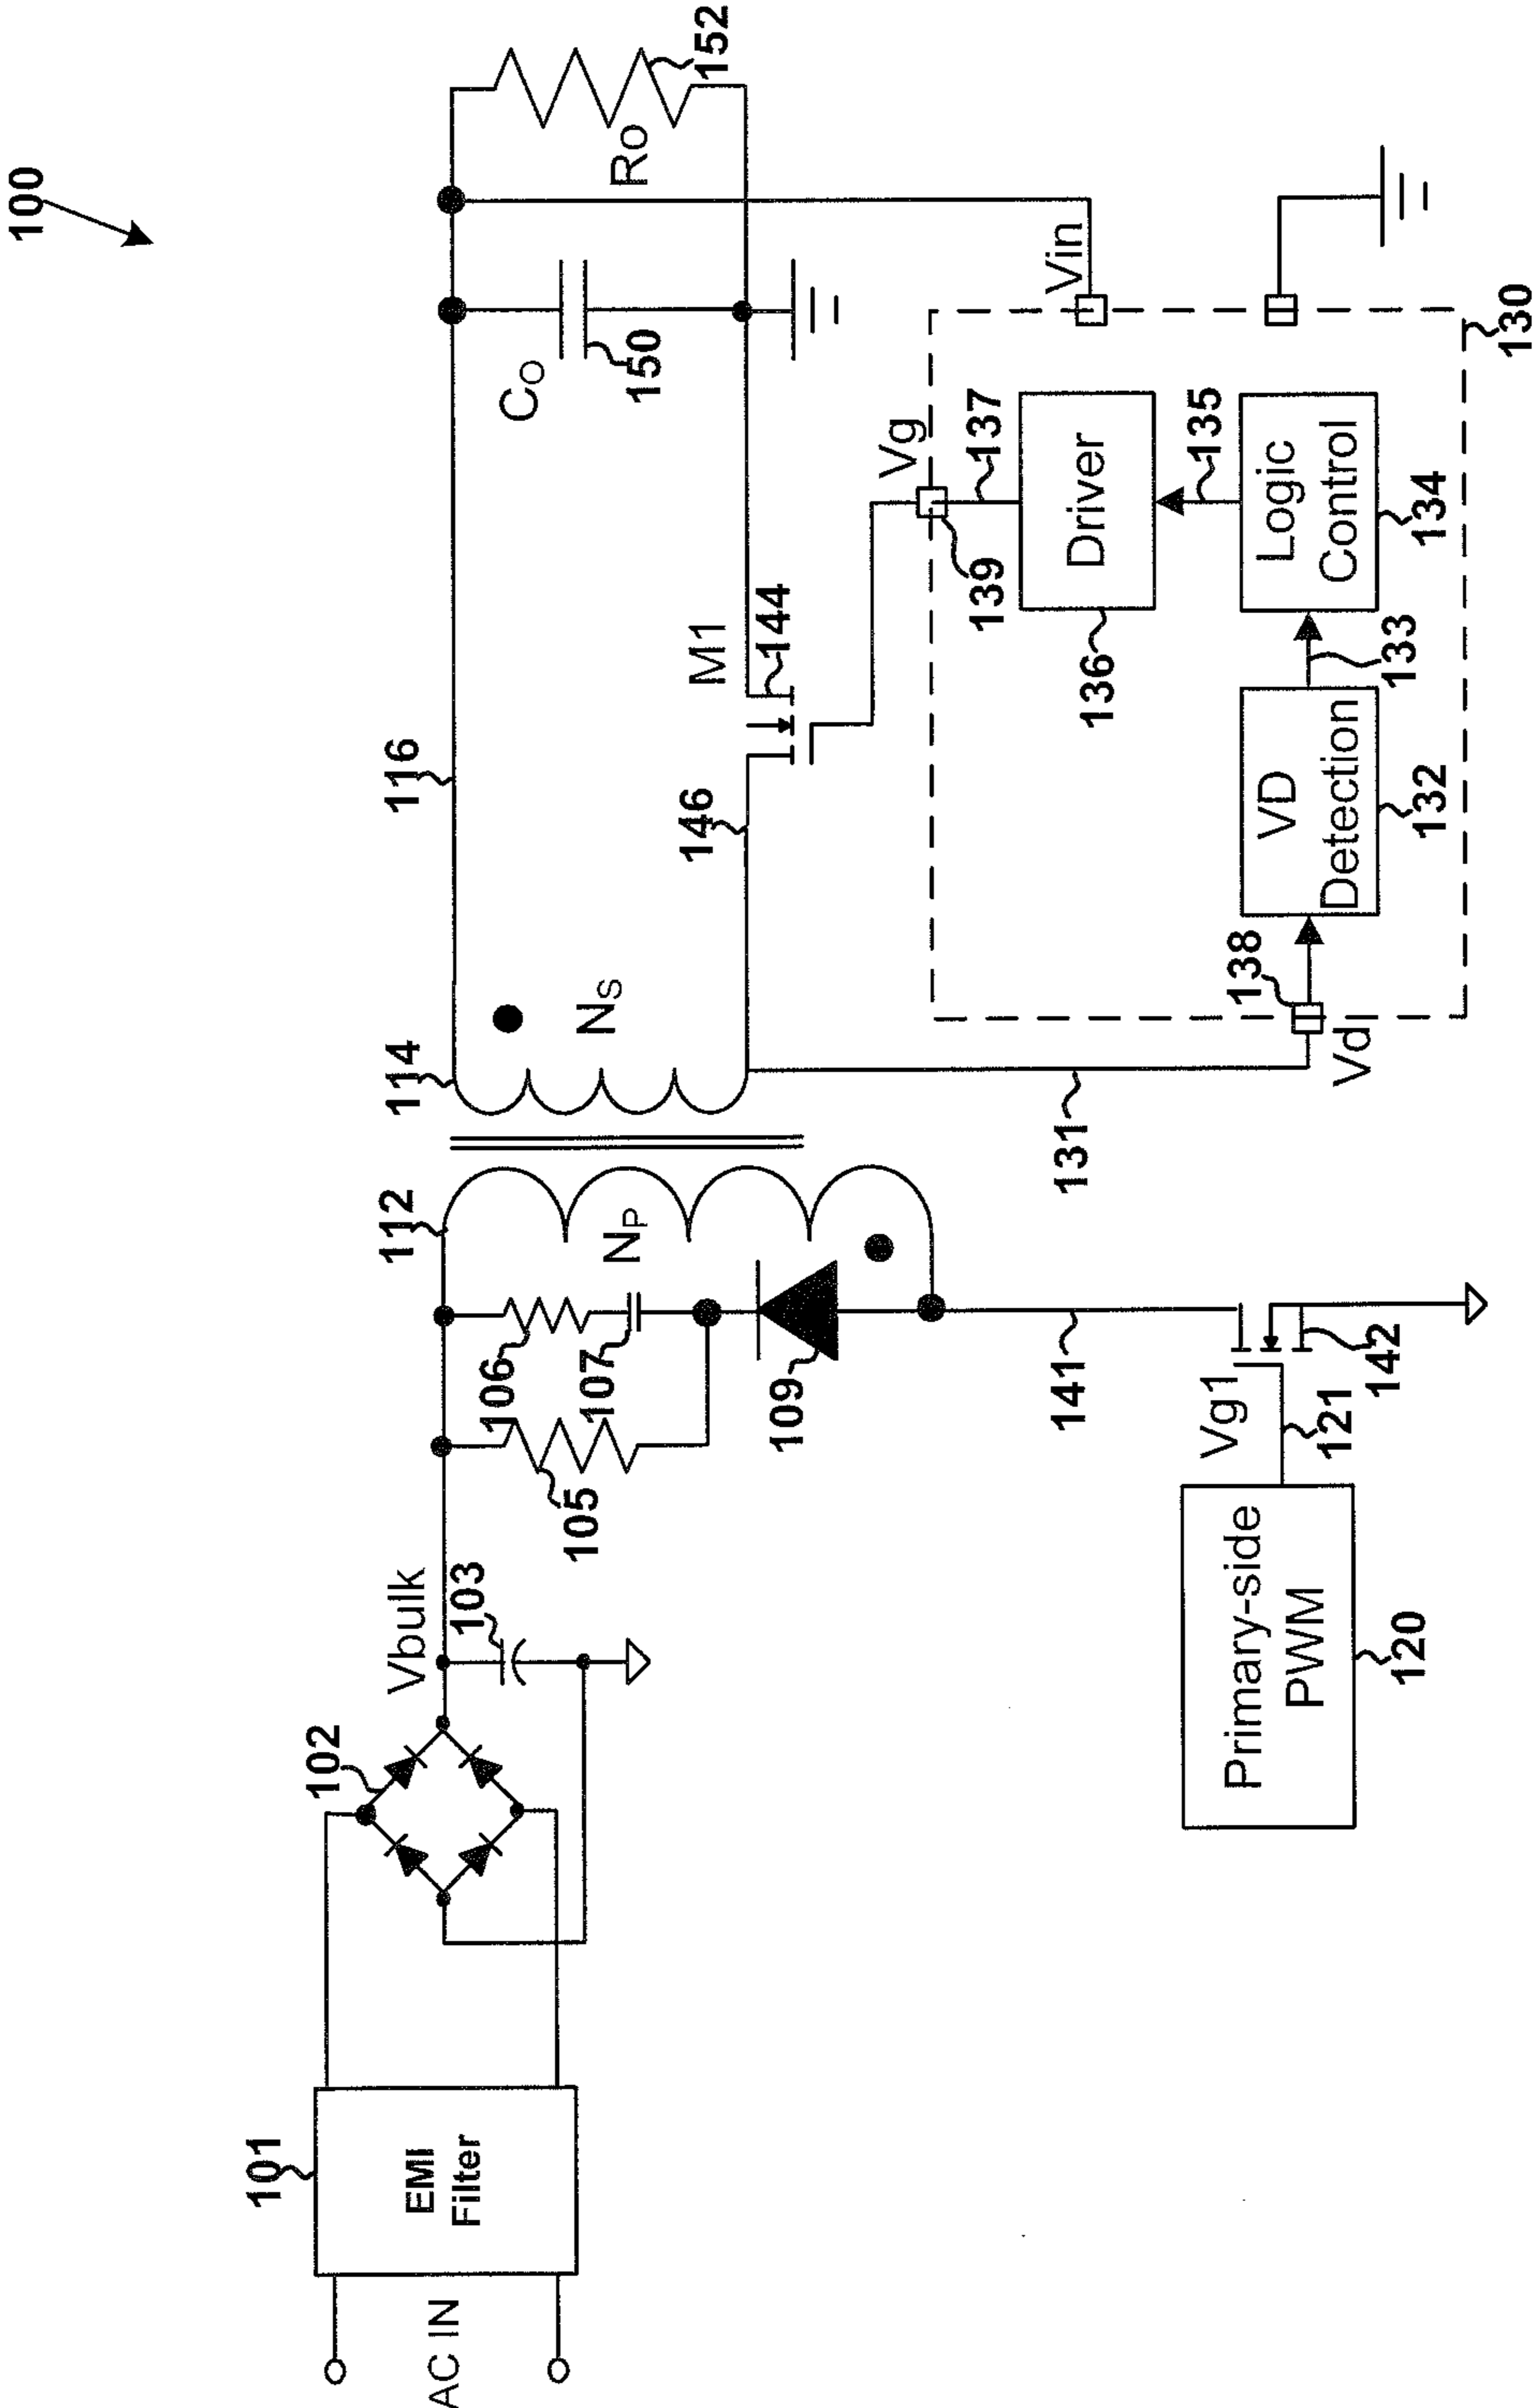 100
AC IN
101
EMI
Filter
102
Vbulk
103
105
106
107
109
112
NP
114
NS
116
141
142
Vg1
121
Primary-side
PWM
120
131
146
M1
144
CO
150
Ro
152
Vd
138
VD
Detection
132
133
Logic
Control
134
135
Driver
136
137
139
Vg
Vin
130